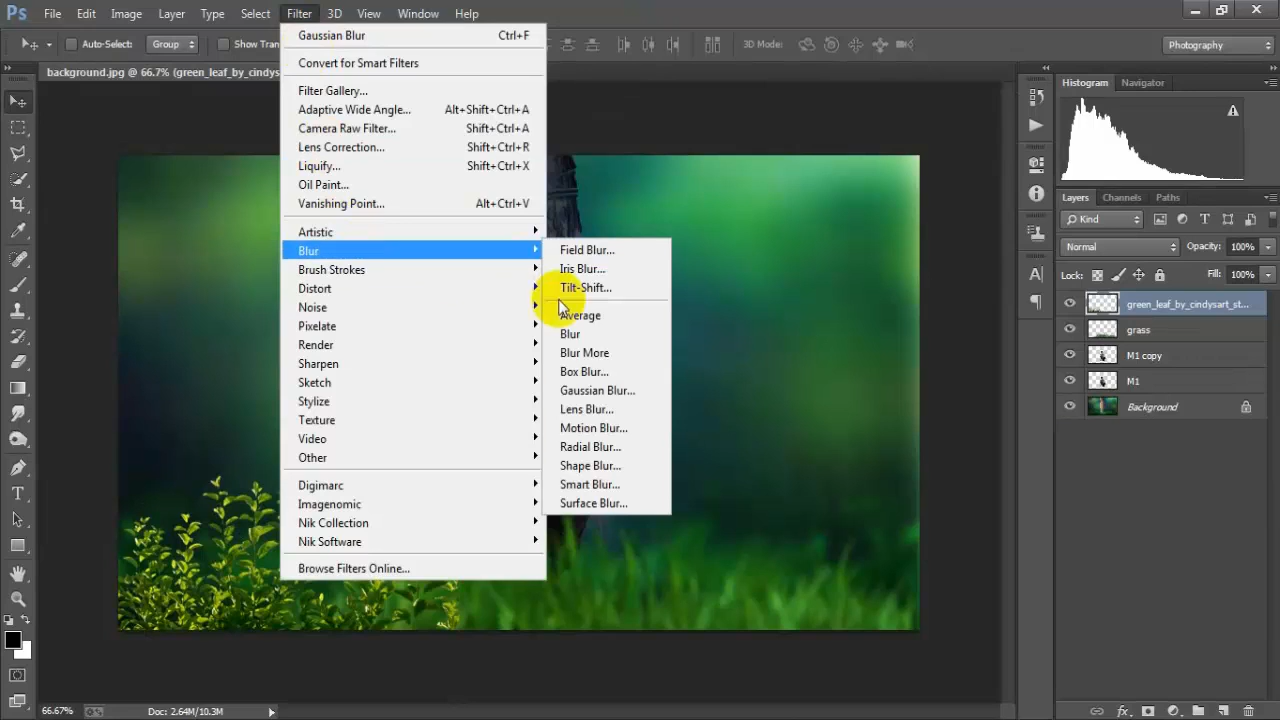 Ps File Edit Image Layer Type Select Filter 3D View Window Help
Auto-Select: Group Show Tran 3D Mode: Photography
background.jpg @ 66.7% (green_leaf_by_cindys
Gaussian Blur Ctrl+F
Convert for Smart Filters
Filter Gallery...
Adaptive Wide Angle... Alt+Shift+Ctrl+A
Camera Raw Filter... Shift+Ctrl+A
Lens Correction... Shift+Ctrl+R
Liquify... Shift+Ctrl+X
Oil Paint...
Vanishing Point... Alt+Ctrl+V
Artistic
Blur
Brush Strokes
Distort
Noise
Pixelate
Render
Sharpen
Sketch
Stylize
Texture
Video
Other
Digimarc
Imagenomic
Nik Collection
Nik Software
Browse Filters Online...
Field Blur...
Iris Blur...
Tilt-Shift...
Average
Blur
Blur More
Box Blur...
Gaussian Blur...
Lens Blur...
Motion Blur...
Radial Blur...
Shape Blur...
Smart Blur...
Surface Blur...
Histogram Navigator
Layers Channels Paths
Kind
Normal Opacity: 100%
Lock: Fill: 100%
green_leaf_by_cindysart_st...
grass
M1 copy
M1
Background
66.67% Doc: 2.64M/10.3M